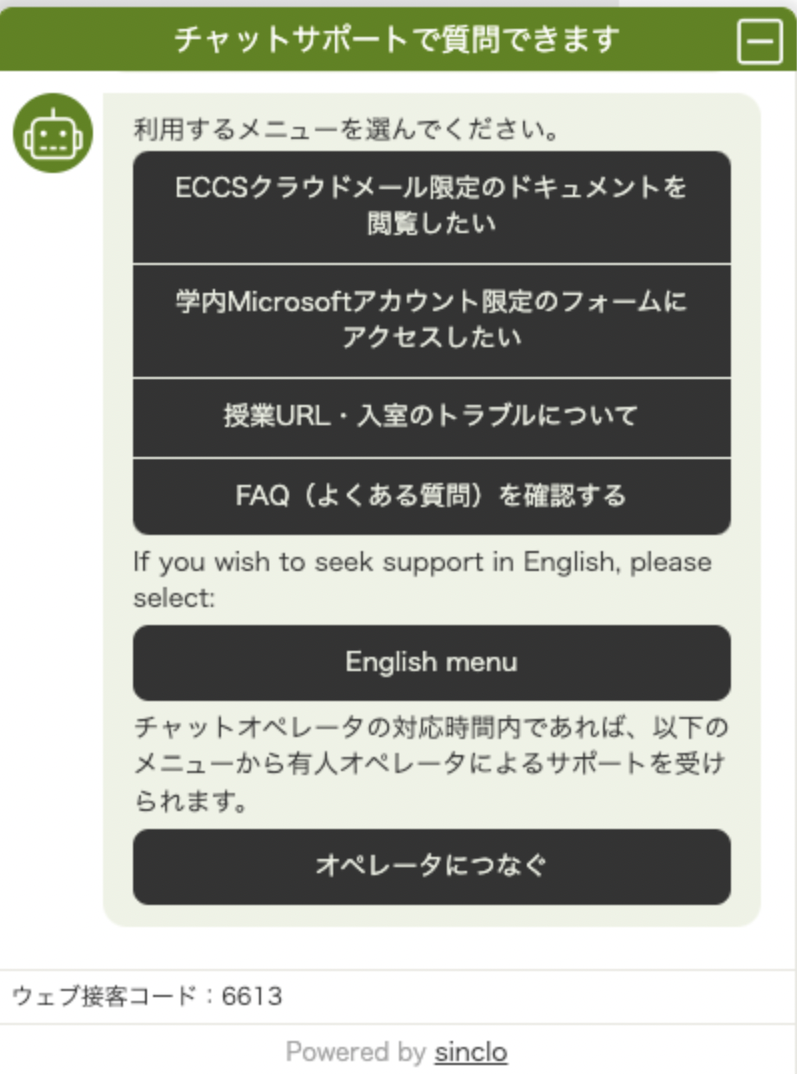 チャットサポートで質問できます
利用するメニューを選んでください。
ECCSクラウドメール限定のドキュメントを
閲覧したい
学内Microsoftアカウント限定のフォームに
アクセスしたい
授業URL・入室のトラブルについて
FAQ（よくある質問）を確認する
If you wish to seek support in English, please
select:
English menu
チャットオペレータの対応時間内であれば、以下の
メニューから有人オペレータによるサポートを受け
られます。
オペレータにつなぐ
ウェブ接客コード：6613
Powered by sinclo